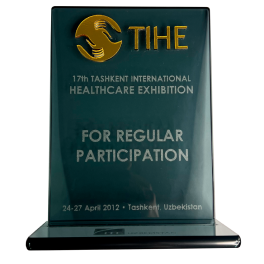 TIHE
17th TASHKENT INTERNATIONAL
HEALTHCARE EXHIBITION
FOR REGULAR
PARTICIPATION
24-27 April 2012 • Tashkent, Uzbekistan